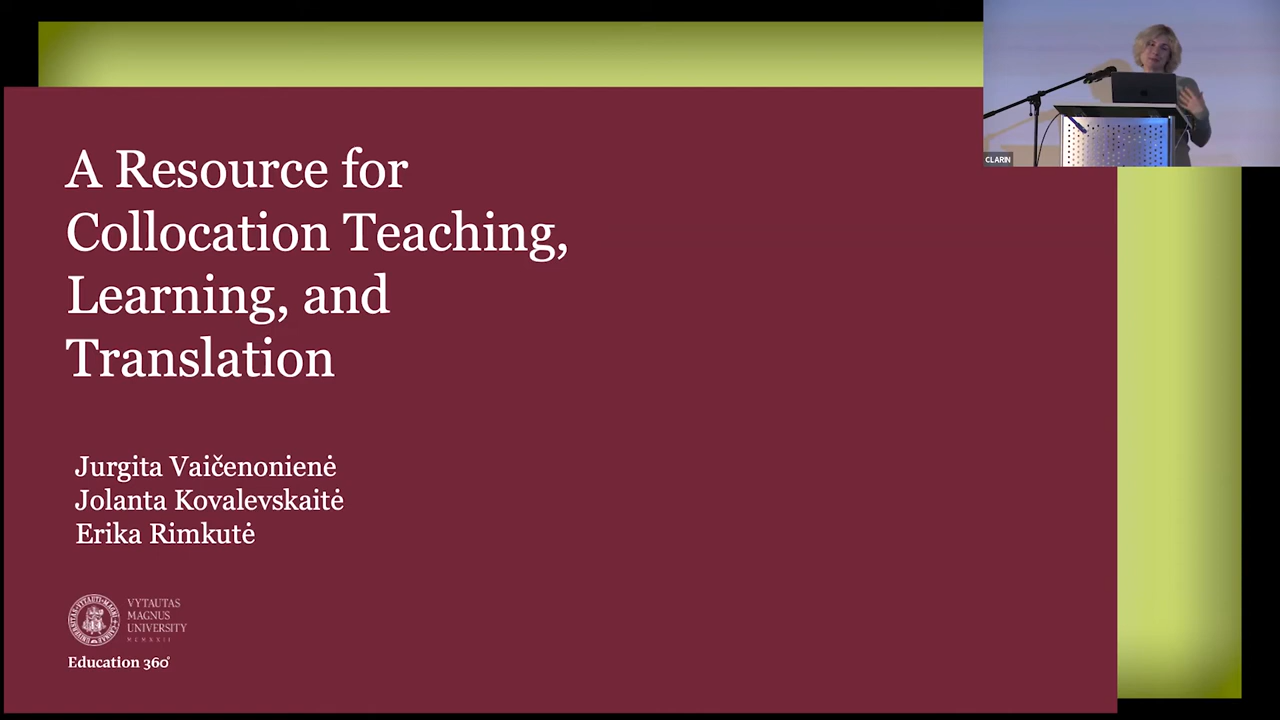 A Resource for
Collocation Teaching,
Learning, and
Translation
Jurgita Vaičenonienė
Jolanta Kovalevskaitė
Erika Rimkutė
VYTAUTAS
MAGNUS
UNIVERSITY
MCMXXII
Education 360°
CLARIN